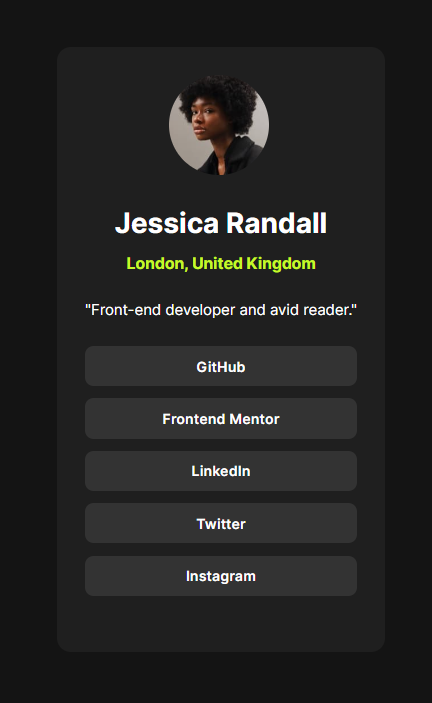 Jessica Randall
London, United Kingdom
"Front-end developer and avid reader."
GitHub
Frontend Mentor
LinkedIn
Twitter
Instagram